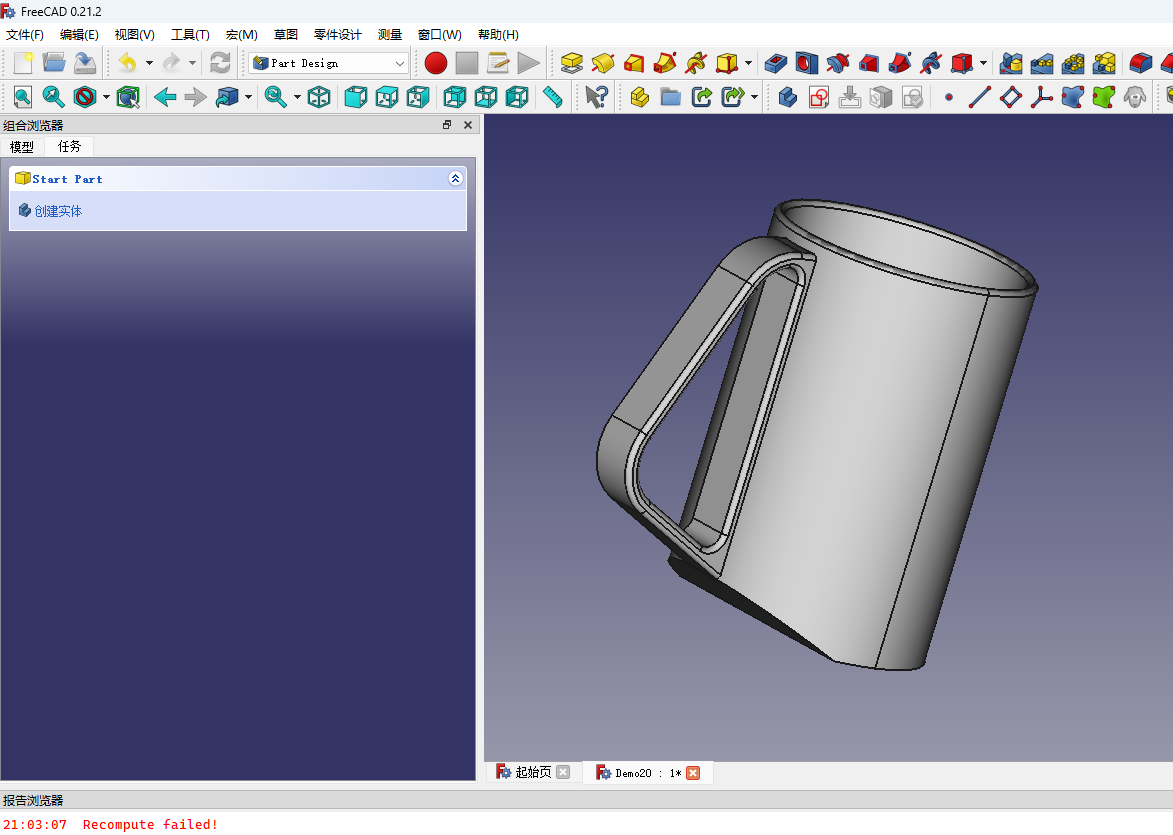 FreeCAD 0.21.2
文件(F) 编辑(E) 视图(V) 工具(T) 宏(M) 草图 零件设计 测量 窗口(W) 帮助(H)
Part Design
组合浏览器
模型 任务
Start Part
创建实体
起始页 Demo20 : 1*
报告浏览器
21:03:07 Recompute failed!